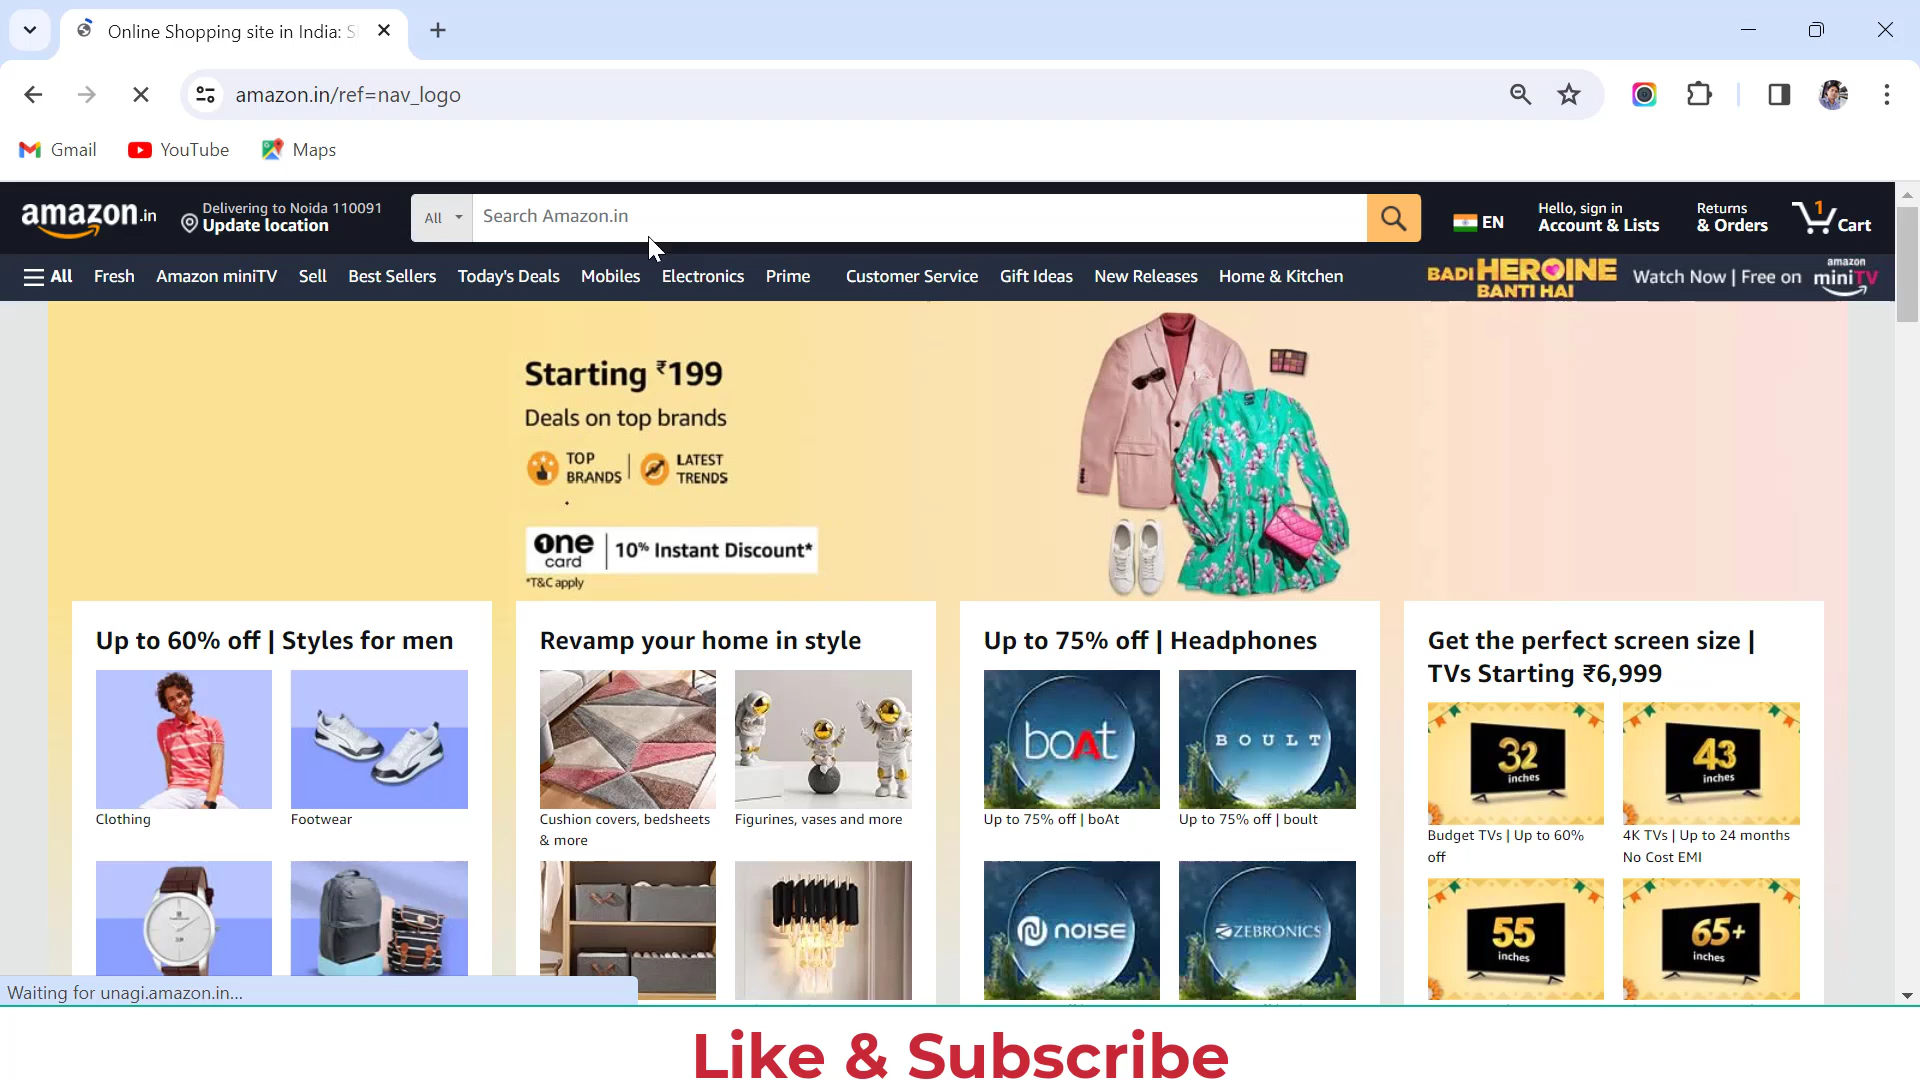 Online Shopping site in India: S
amazon.in/ref=nav_logo
Gmail
YouTube
Maps
amazon.in
Delivering to Noida 110091
Update location
All
Search Amazon.in
EN
Hello, sign in
Account & Lists
Returns
& Orders
1
Cart
All
Fresh
Amazon miniTV
Sell
Best Sellers
Today's Deals
Mobiles
Electronics
Prime
Customer Service
Gift Ideas
New Releases
Home & Kitchen
BADI HEROINE
BANTI HAI
Watch Now | Free on
amazon
miniTV
Starting ₹199
Deals on top brands
TOP
BRANDS
LATEST
TRENDS
One
card
10% Instant Discount*
*T&C apply
Up to 60% off | Styles for men
Clothing
Footwear
Revamp your home in style
Cushion covers, bedsheets
& more
Figurines, vases and more
Up to 75% off | Headphones
boAt
BOULT
Up to 75% off | boAt
Up to 75% off | boult
noise
ZEBRONICS
Get the perfect screen size |
TVs Starting ₹6,999
32
inches
43
inches
Budget TVs | Up to 60%
off
4K TVs | Up to 24 months
No Cost EMI
55
inches
65+
inches
Waiting for unagi.amazon.in...
Like & Subscribe